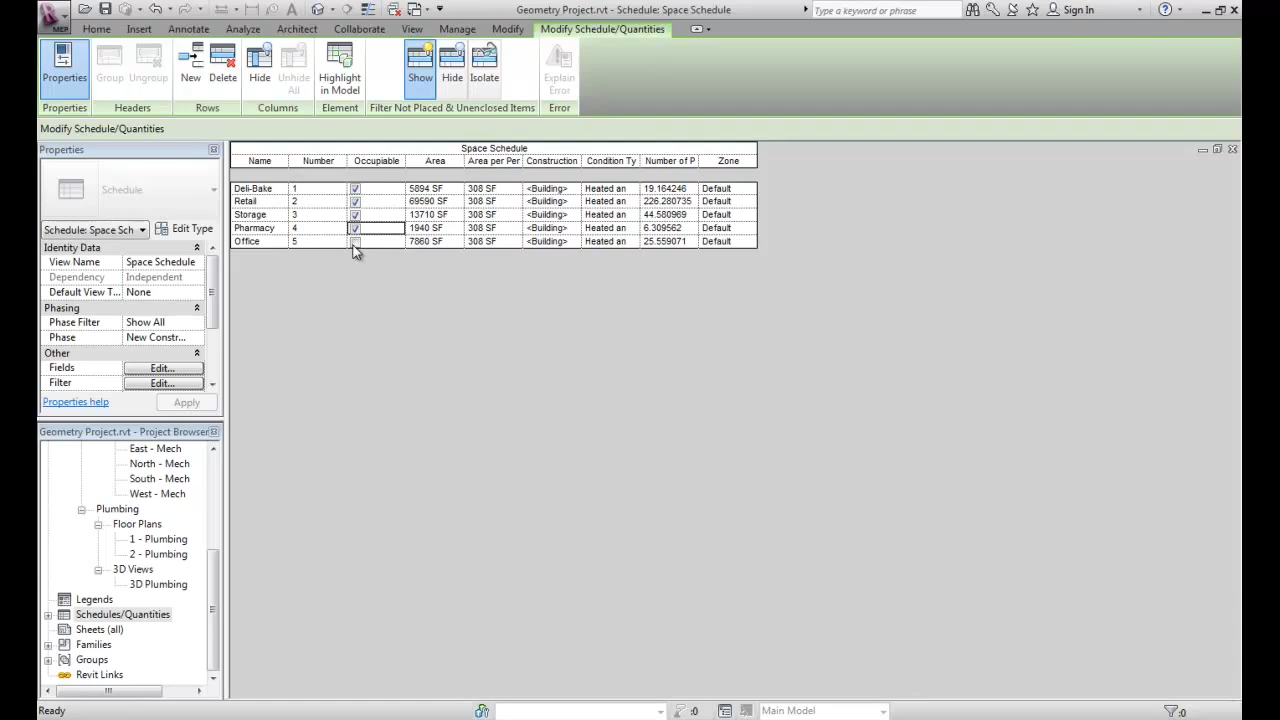 Geometry Project.rvt - Schedule: Space Schedule
Type a keyword or phrase
Sign In
MEP
Home Insert Annotate Analyze Architect Collaborate View Manage Modify Modify Schedule/Quantities
Properties Group Ungroup New Delete Hide Unhide All Highlight in Model Show Hide Isolate Explain Error
Properties Headers Rows Columns Element Filter Not Placed & Unenclosed Items Error
Modify Schedule/Quantities
Properties
Schedule
Schedule: Space Sch Edit Type
Identity Data
View Name Space Schedule
Dependency Independent
Default View T... None
Phasing
Phase Filter Show All
Phase New Constr...
Other
Fields Edit...
Filter Edit...
Properties help Apply
Space Schedule
Name Number Occupiable Area Area per Per Construction Condition Ty Number of P Zone
Deli-Bake 1 5894 SF 308 SF <Building> Heated an 19.164246 Default
Retail 2 69590 SF 308 SF <Building> Heated an 226.280735 Default
Storage 3 13710 SF 308 SF <Building> Heated an 44.580969 Default
Pharmacy 4 1940 SF 308 SF <Building> Heated an 6.309562 Default
Office 5 7860 SF 308 SF <Building> Heated an 25.559071 Default
Geometry Project.rvt - Project Browser
East - Mech
North - Mech
South - Mech
West - Mech
Plumbing
Floor Plans
1 - Plumbing
2 - Plumbing
3D Views
3D Plumbing
Legends
Schedules/Quantities
Sheets (all)
Families
Groups
Revit Links
Ready :0 Main Model :0